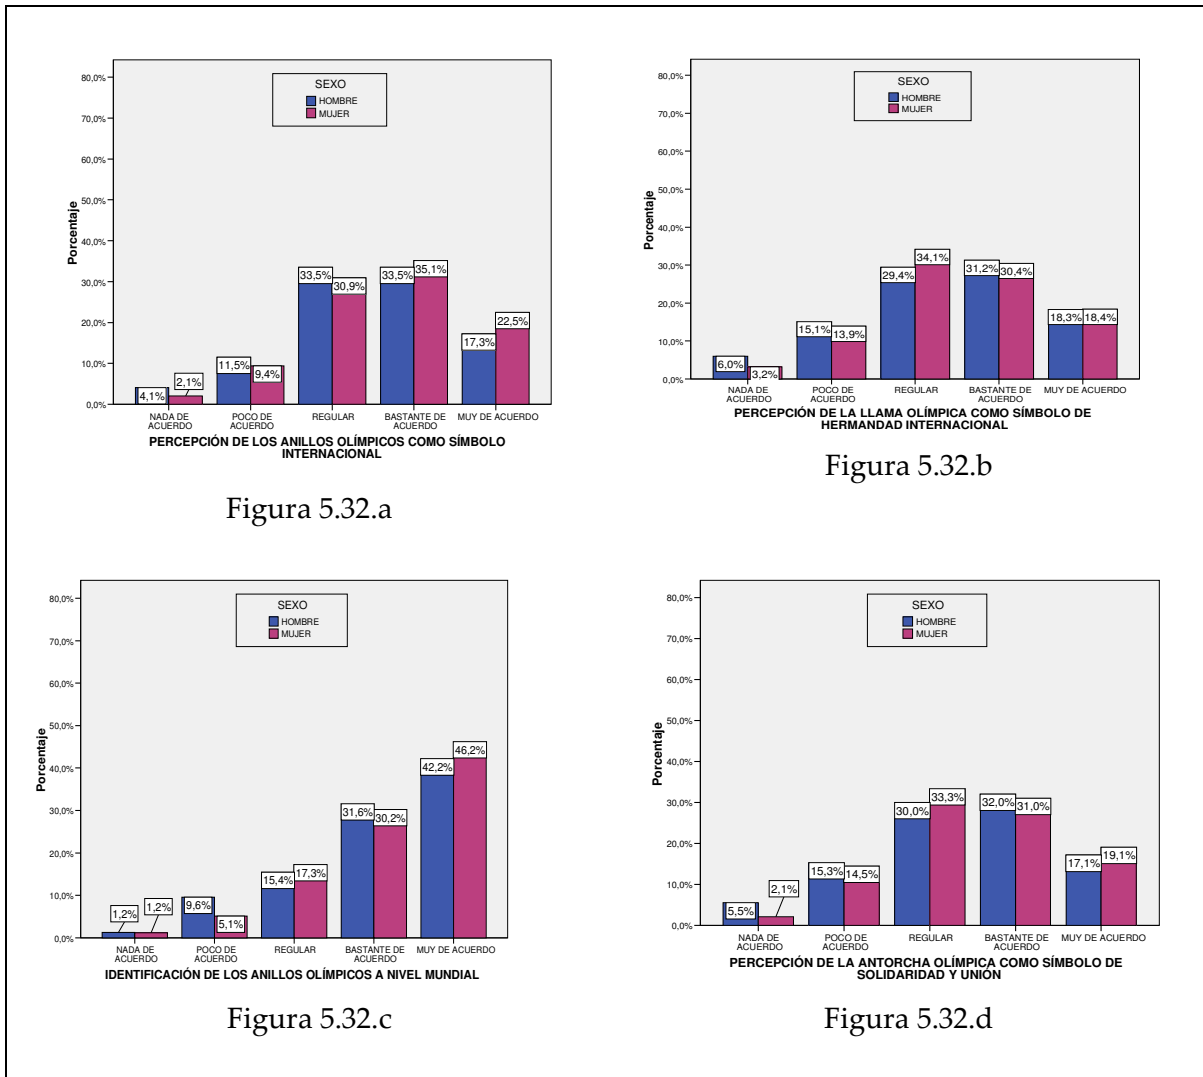 SEXO
HOMBRE
MUJER
80,0%
70,0%
60,0%
50,0%
40,0%
30,0%
20,0%
10,0%
0,0%
Porcentaje
4,1%
2,1%
11,5%
9,4%
33,5%
30,9%
33,5%
35,1%
17,3%
22,5%
NADA DE ACUERDO
POCO DE ACUERDO
REGULAR
BASTANTE DE ACUERDO
MUY DE ACUERDO
PERCEPCIÓN DE LOS ANILLOS OLÍMPICOS COMO SÍMBOLO
INTERNACIONAL
Figura 5.32.a
SEXO
HOMBRE
MUJER
80,0%
70,0%
60,0%
50,0%
40,0%
30,0%
20,0%
10,0%
0,0%
Porcentaje
6,0%
3,2%
15,1%
13,9%
29,4%
34,1%
31,2%
30,4%
18,3%
18,4%
NADA DE ACUERDO
POCO DE ACUERDO
REGULAR
BASTANTE DE ACUERDO
MUY DE ACUERDO
PERCEPCIÓN DE LA LLAMA OLÍMPICA COMO SÍMBOLO DE
HERMANDAD INTERNACIONAL
Figura 5.32.b
SEXO
HOMBRE
MUJER
80,0%
70,0%
60,0%
50,0%
40,0%
30,0%
20,0%
10,0%
0,0%
Porcentaje
1,2%
1,2%
9,6%
5,1%
15,4%
17,3%
31,6%
30,2%
42,2%
46,2%
NADA DE ACUERDO
POCO DE ACUERDO
REGULAR
BASTANTE DE ACUERDO
MUY DE ACUERDO
IDENTIFICACIÓN DE LOS ANILLOS OLÍMPICOS A NIVEL MUNDIAL
Figura 5.32.c
SEXO
HOMBRE
MUJER
80,0%
70,0%
60,0%
50,0%
40,0%
30,0%
20,0%
10,0%
0,0%
Porcentaje
5,5%
2,1%
15,3%
14,5%
30,0%
33,3%
32,0%
31,0%
17,1%
19,1%
NADA DE ACUERDO
POCO DE ACUERDO
REGULAR
BASTANTE DE ACUERDO
MUY DE ACUERDO
PERCEPCIÓN DE LA ANTORCHA OLÍMPICA COMO SÍMBOLO DE
SOLIDARIDAD Y UNIÓN
Figura 5.32.d